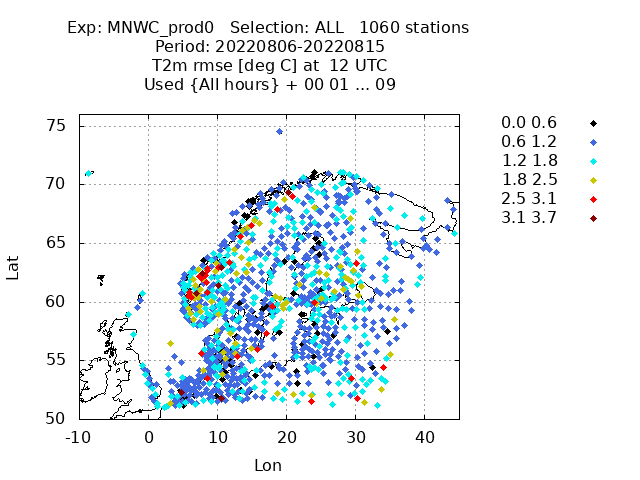 Exp: MNWC_prod0   Selection: ALL   1060 stations
Period: 20220806-20220815
T2m rmse [deg C] at  12 UTC
Used {All hours} + 00 01 ... 09
75
70
65
60
55
50
-10 0 10 20 30 40
Lat
Lon
0.0 0.6
0.6 1.2
1.2 1.8
1.8 2.5
2.5 3.1
3.1 3.7